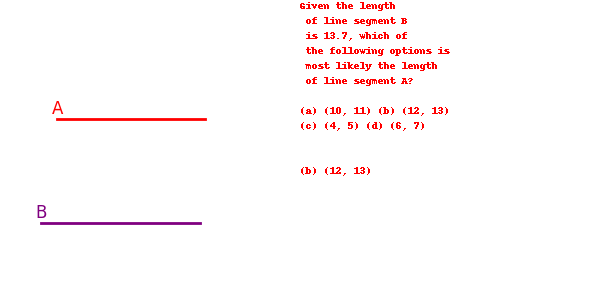 Given the length
of line segment B
is 13.7, which of
the following options is
most likely the length
of line segment A?
(a) (10, 11) (b) (12, 13)
(c) (4, 5) (d) (6, 7)
(b) (12, 13)
A
B